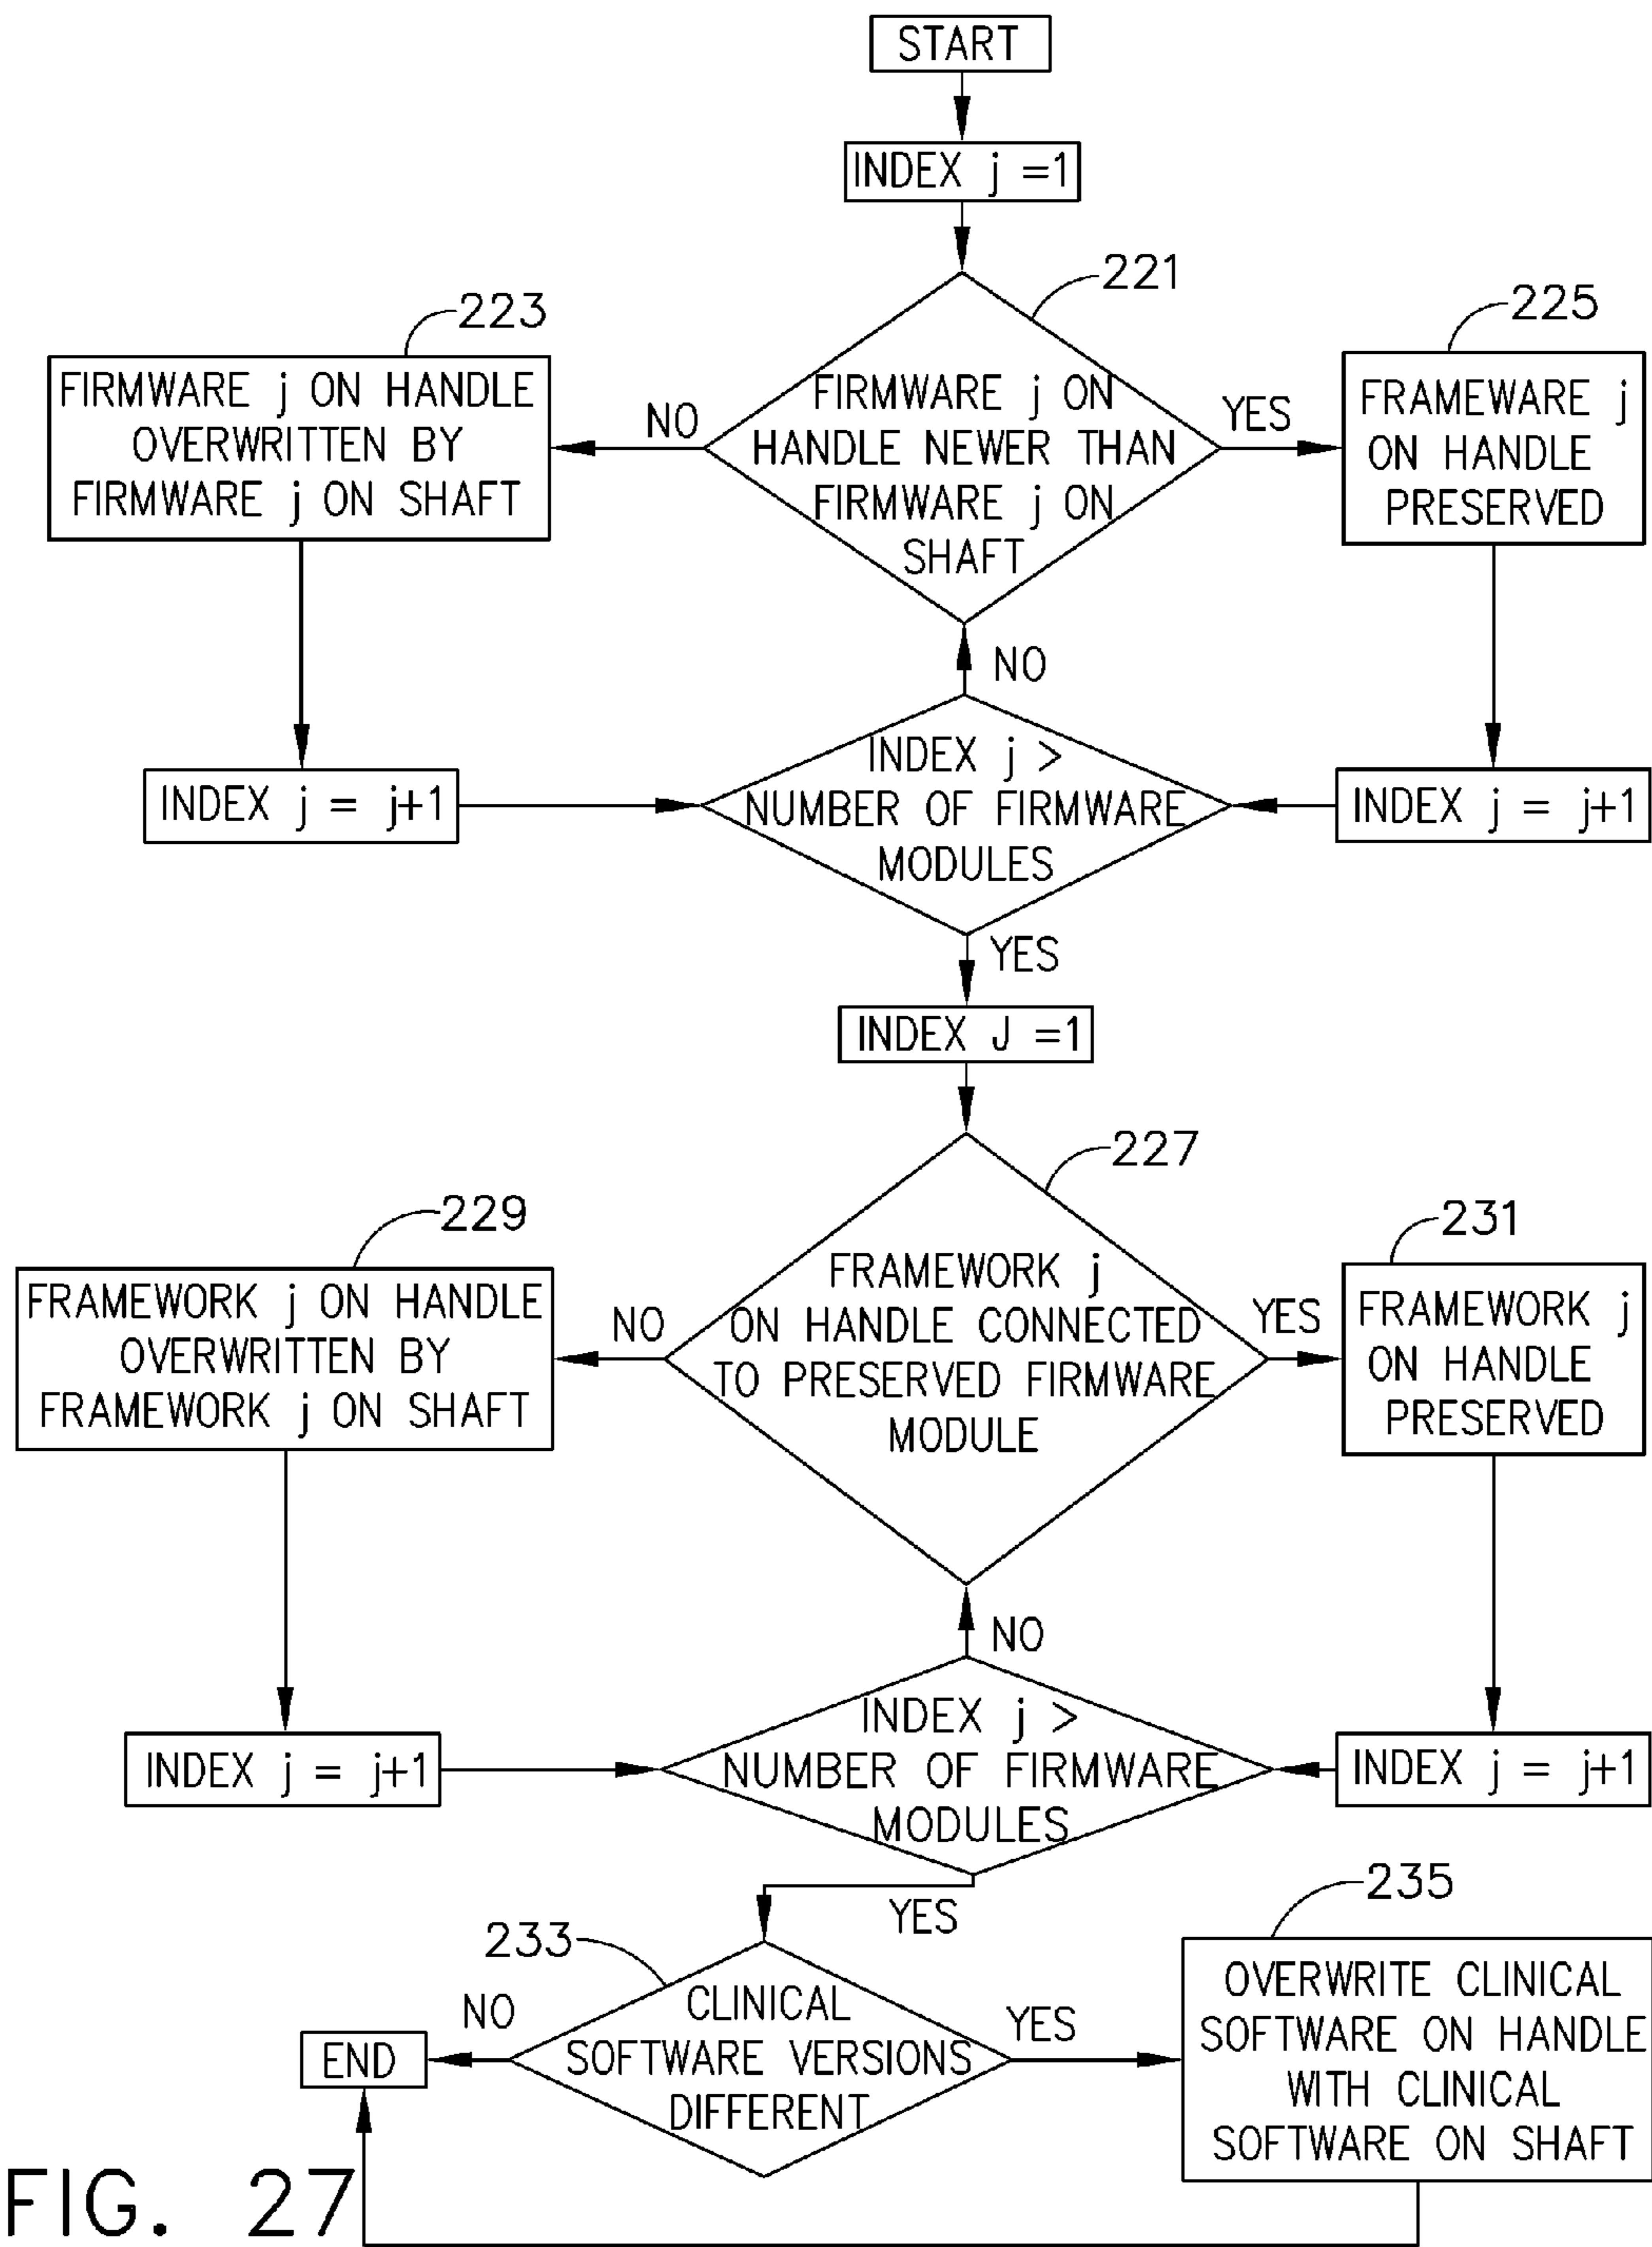 START
INDEX j =1
221
223
225
FIRMWARE j ON HANDLE
OVERWRITTEN BY
FIRMWARE j ON SHAFT
NO
FIRMWARE j ON
HANDLE NEWER THAN
FIRMWARE j ON
SHAFT
YES
FRAMEWARE j
ON HANDLE
PRESERVED
NO
INDEX j = j+1
INDEX j >
NUMBER OF FIRMWARE
MODULES
INDEX j = j+1
YES
INDEX J =1
227
229
231
FRAMEWORK j ON HANDLE
OVERWRITTEN BY
FRAMEWORK j ON SHAFT
NO
FRAMEWORK j
ON HANDLE CONNECTED
TO PRESERVED FIRMWARE
MODULE
YES
FRAMEWORK j
ON HANDLE
PRESERVED
NO
INDEX j = j+1
INDEX j >
NUMBER OF FIRMWARE
MODULES
INDEX j = j+1
YES
233
235
END
NO
CLINICAL
SOFTWARE VERSIONS
DIFFERENT
YES
OVERWRITE CLINICAL
SOFTWARE ON HANDLE
WITH CLINICAL
SOFTWARE ON SHAFT
FIG. 27